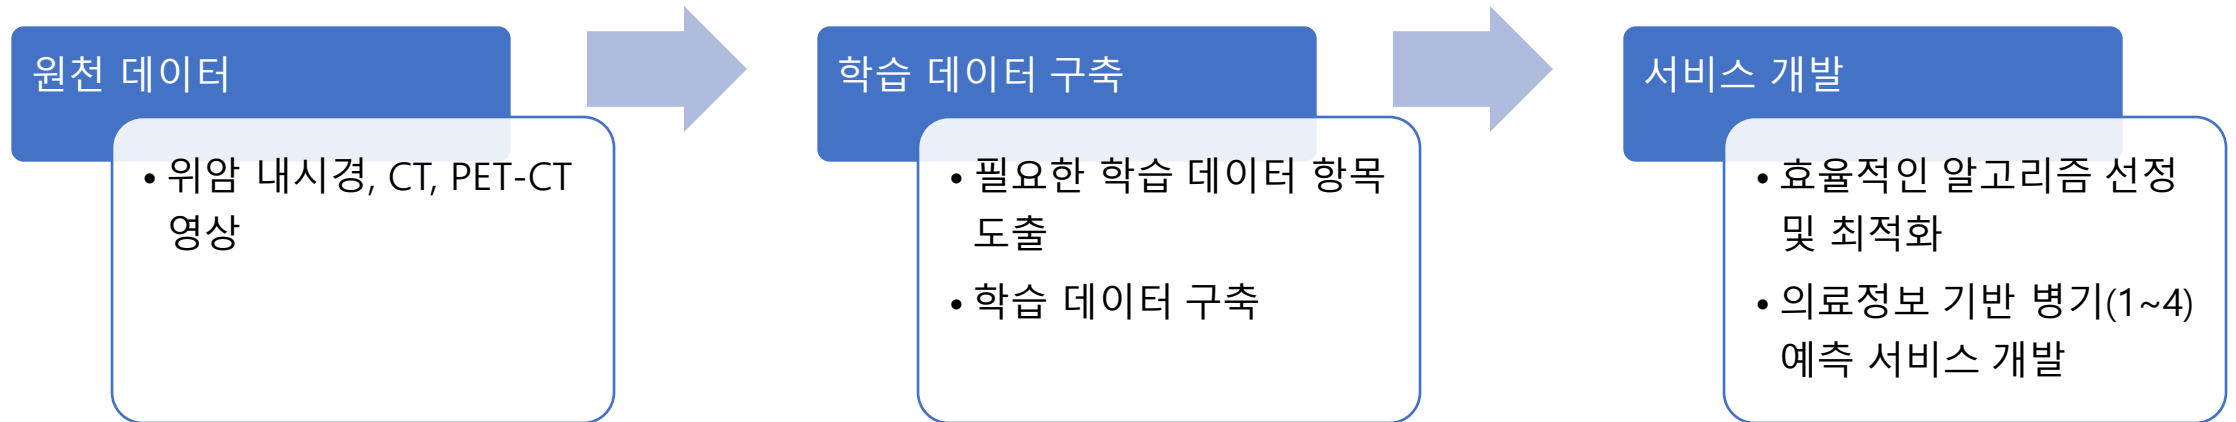 원천 데이터
• 위암 내시경, CT, PET-CT
영상
학습 데이터 구축
• 필요한 학습 데이터 항목
도출
• 학습 데이터 구축
서비스 개발
• 효율적인 알고리즘 선정
및 최적화
• 의료정보 기반 병기(1~4)
예측 서비스 개발